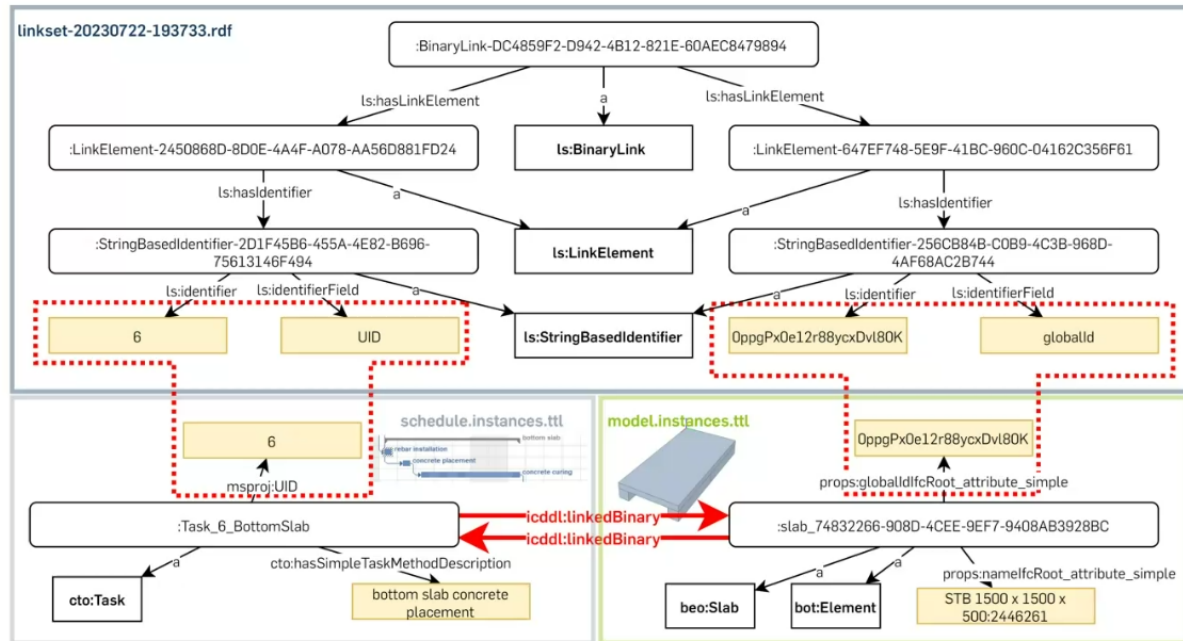 linkset-20230722-193733.rdf
:BinaryLink-DC4859F2-D942-4B12-821E-60AEC8479894
ls:hasLinkElement
a
ls:hasLinkElement
:LinkElement-2450868D-8D0E-4A4F-A078-AA56D881FD24
ls:BinaryLink
:LinkElement-647EF748-5E9F-41BC-960C-04162C356F61
ls:hasIdentifier
a
a
ls:hasIdentifier
:StringBasedIdentifier-2D1F45B6-455A-4E82-B696-
75613146F494
ls:LinkElement
:StringBasedIdentifier-256CB84B-C0B9-4C3B-968D-
4AF68AC2B744
ls:identifier
ls:identifierField
a
a
ls:identifier
ls:identifierField
6
UID
ls:StringBasedIdentifier
0ppgPx0e12r88ycxDvl80K
globalId
schedule.instances.ttl
bottom slab
rebar installation
concrete placement
concrete curing
6
msproj:UID
model.instances.ttl
0ppgPx0e12r88ycxDvl80K
props:globalIdIfcRoot_attribute_simple
:Task_6_BottomSlab
icddl:linkedBinary
icddl:linkedBinary
:slab_74832266-908D-4CEE-9EF7-9408AB3928BC
a
cto:hasSimpleTaskMethodDescription
a
a
props:nameIfcRoot_attribute_simple
cto:Task
bottom slab concrete
placement
beo:Slab
bot:Element
STB 1500 x 1500 x
500:2446261